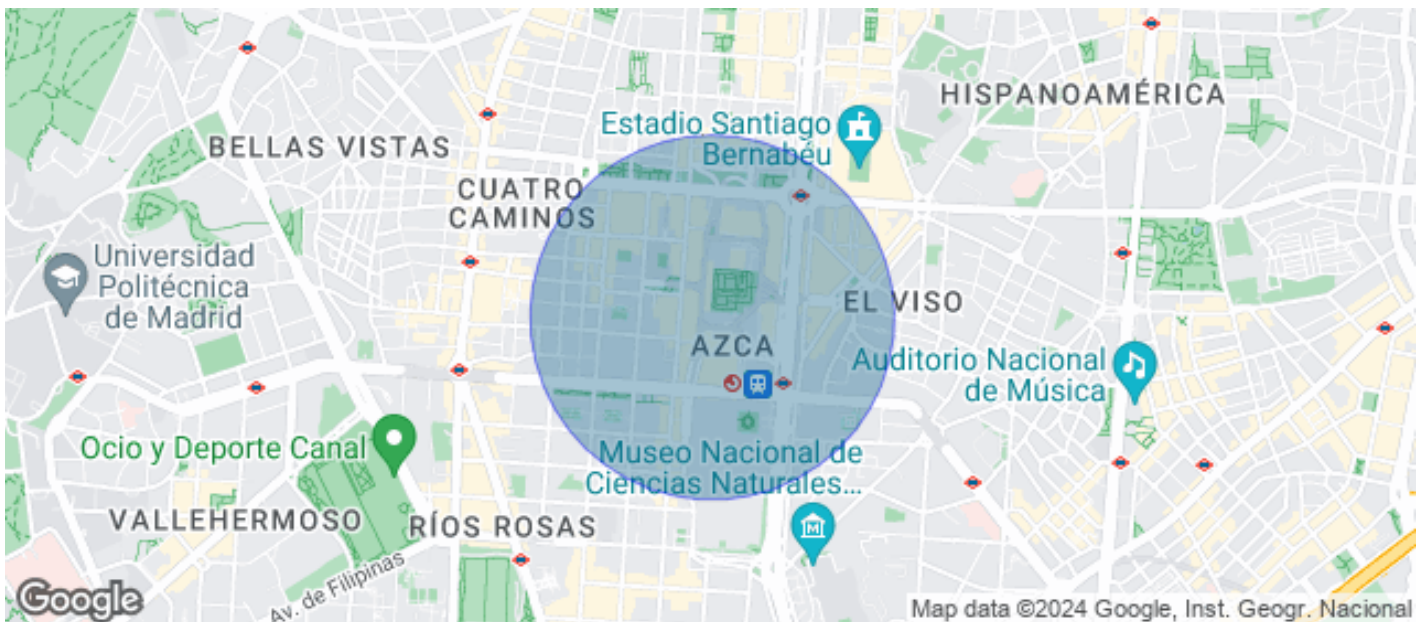 HISPANOAMÉRICA
Estadio Santiago
Bernabéu
BELLAS VISTAS
CUATRO
CAMINOS
Universidad
Politécnica
de Madrid
EL VISO
AZCA
Auditorio Nacional
de Música
Ocio y Deporte Canal
Museo Nacional de
Ciencias Naturales...
VALLEHERMOSO
RÍOS ROSAS
Av. de Filipinas
Google
Map data ©2024 Google, Inst. Geogr. Nacional